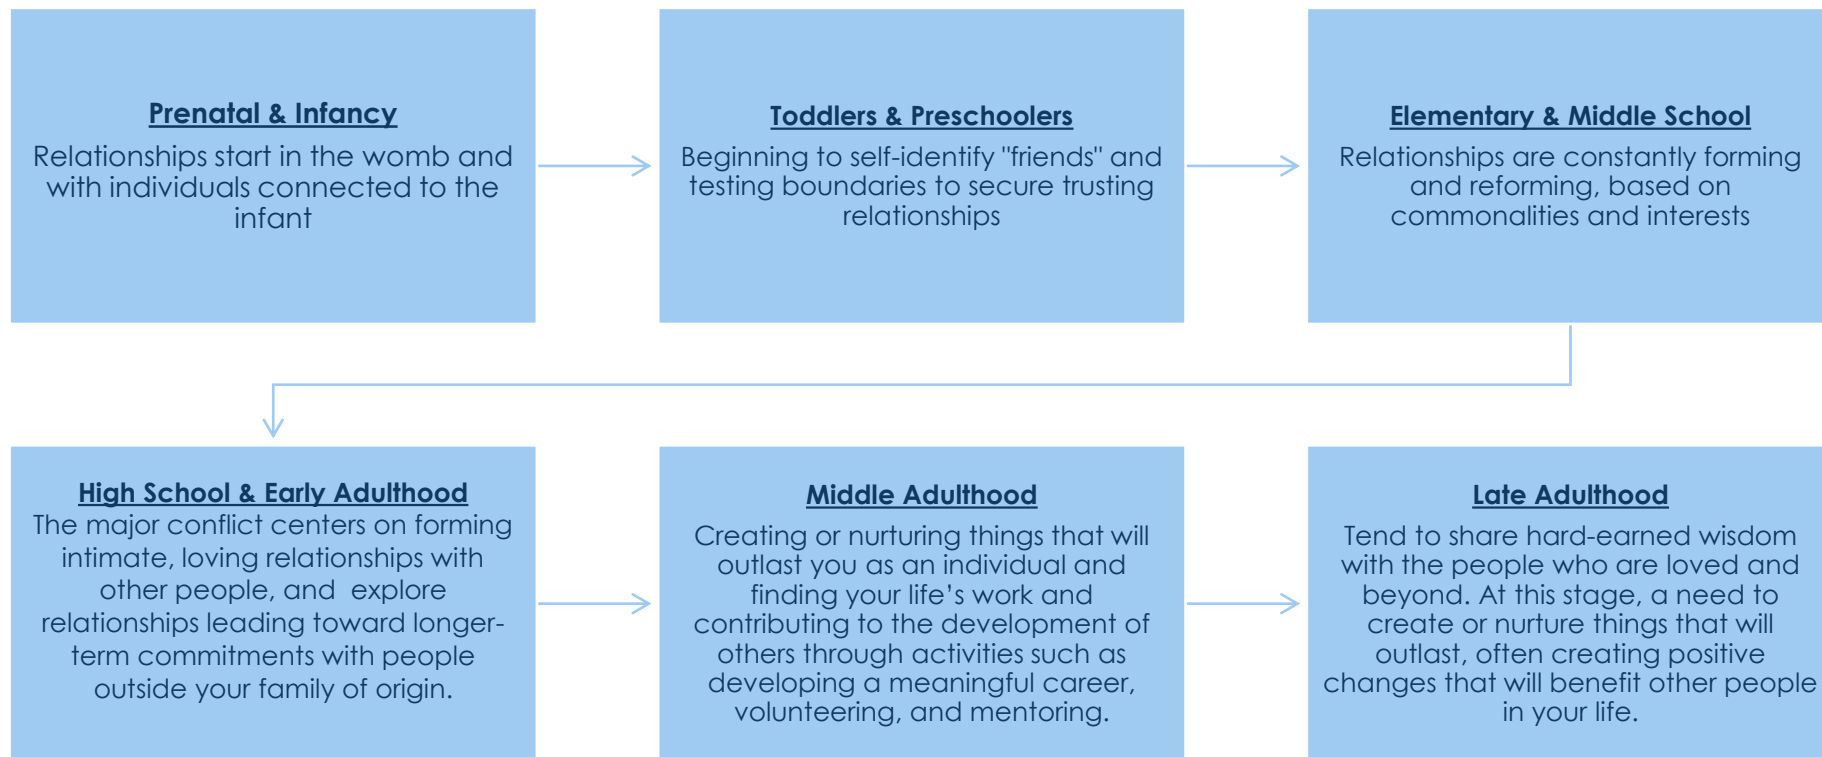 Prenatal & Infancy
Relationships start in the womb and
with individuals connected to the
infant
Toddlers & Preschoolers
Beginning to self-identify "friends" and
testing boundaries to secure trusting
relationships
Elementary & Middle School
Relationships are constantly forming
and reforming, based on
commonalities and interests
High School & Early Adulthood
The major conflict centers on forming
intimate, loving relationships with
other people, and  explore
relationships leading toward longer-
term commitments with people
outside your family of origin.
Middle Adulthood
Creating or nurturing things that will
outlast you as an individual and
finding your life’s work and
contributing to the development of
others through activities such as
developing a meaningful career,
volunteering, and mentoring.
Late Adulthood
Tend to share hard-earned wisdom
with the people who are loved and
beyond. At this stage, a need to
create or nurture things that will
outlast, often creating positive
changes that will benefit other people
in your life.